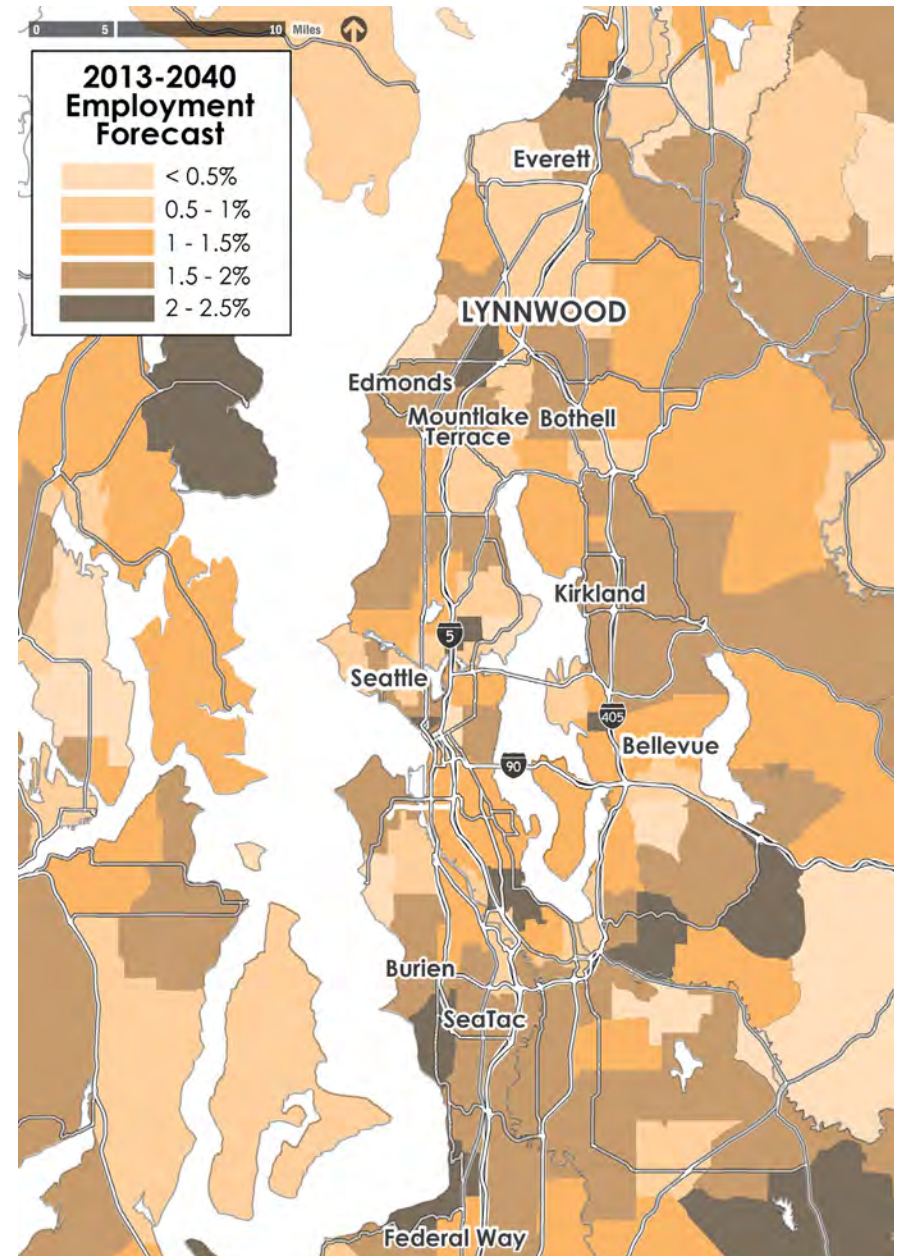 0 5 10 Miles
2013-2040
Employment
Forecast
< 0.5%
0.5 - 1%
1 - 1.5%
1.5 - 2%
2 - 2.5%
Everett
LYNNWOOD
Edmonds
Mountlake
Terrace
Bothell
Kirkland
5
Seattle
405
Bellevue
90
Burien
SeaTac
Federal Way